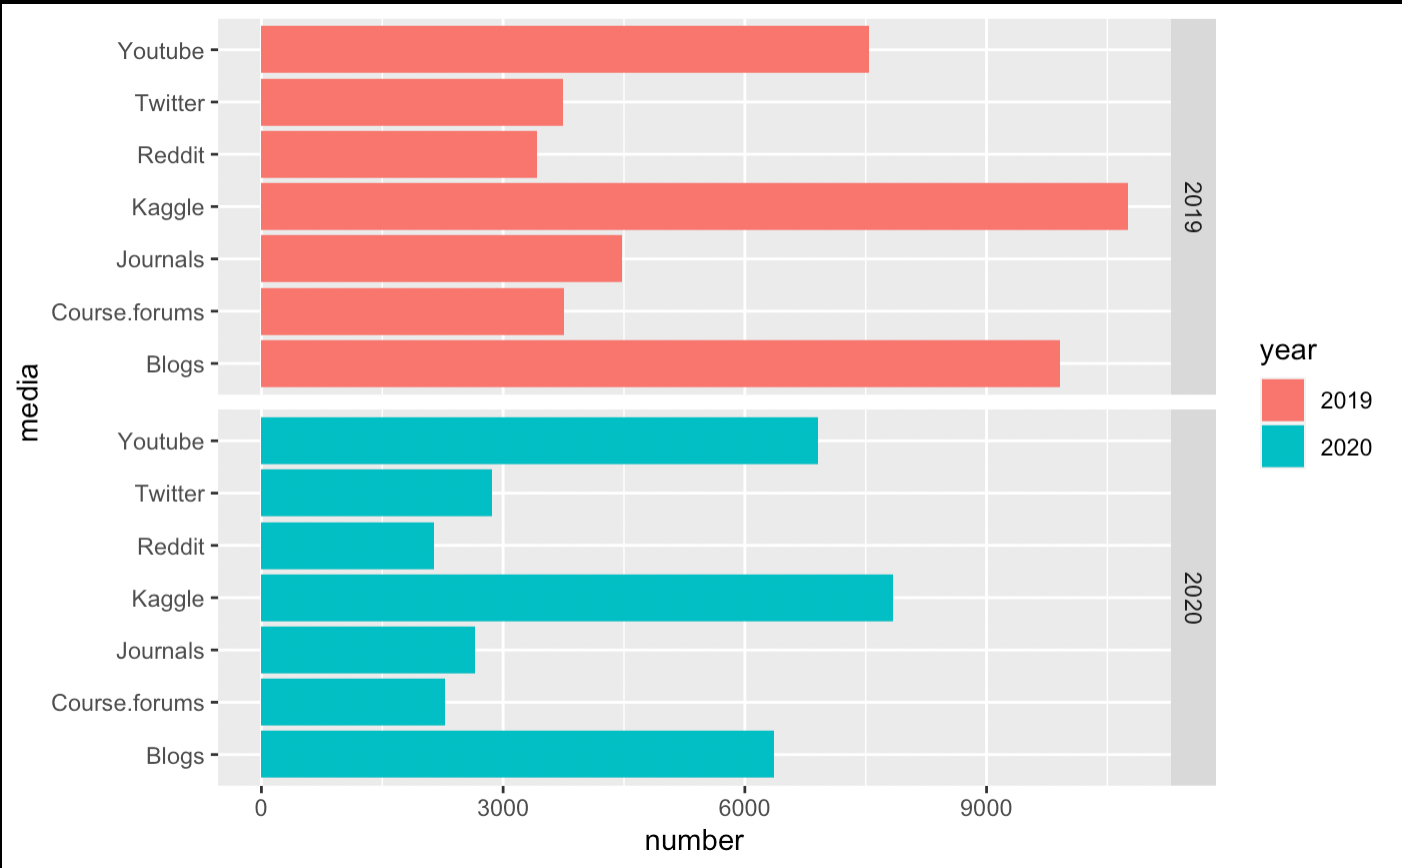 Youtube
Twitter
Reddit
Kaggle
Journals
Course.forums
Blogs
2019
Youtube
Twitter
Reddit
Kaggle
Journals
Course.forums
Blogs
2020
0 3000 6000 9000
number
media
year
2019
2020